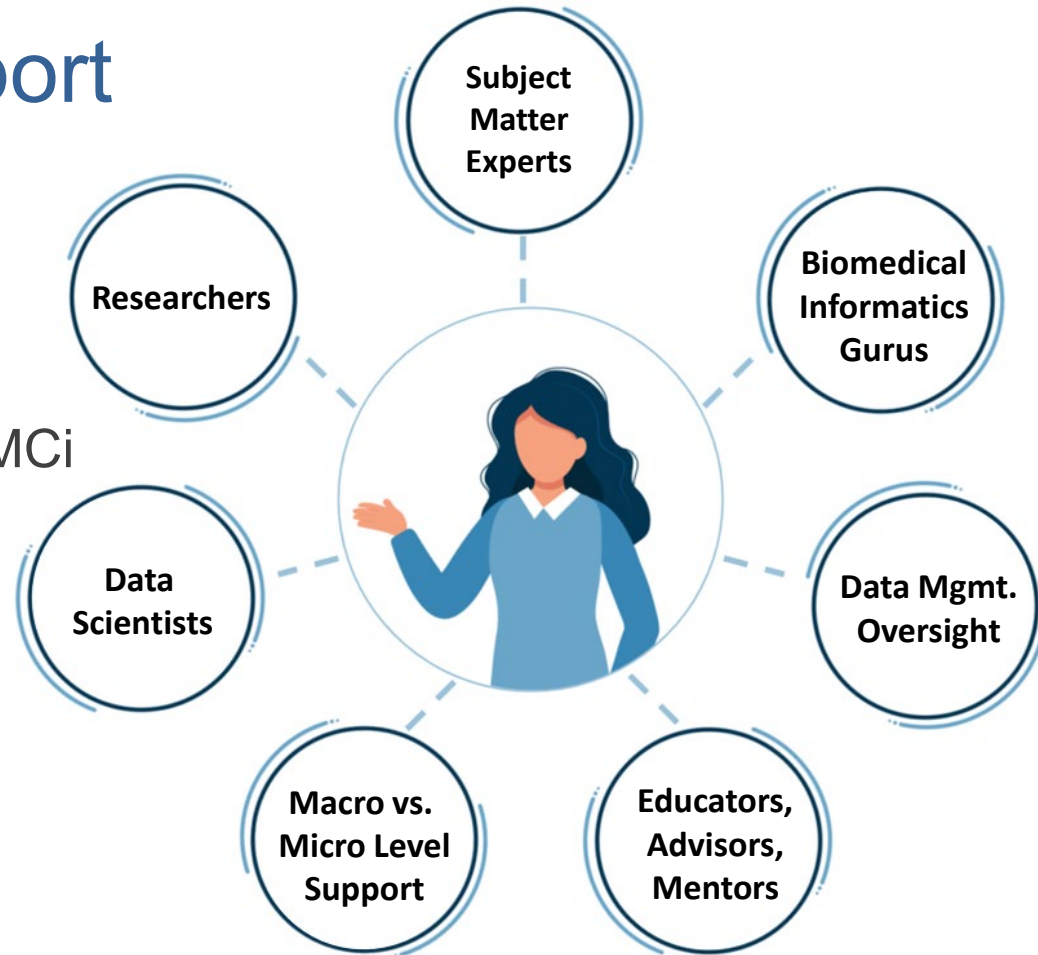 port
Subject
Matter
Experts
Researchers
Biomedical
Informatics
Gurus
MCi
Data
Scientists
Data Mgmt.
Oversight
Macro vs.
Micro Level
Support
Educators,
Advisors,
Mentors